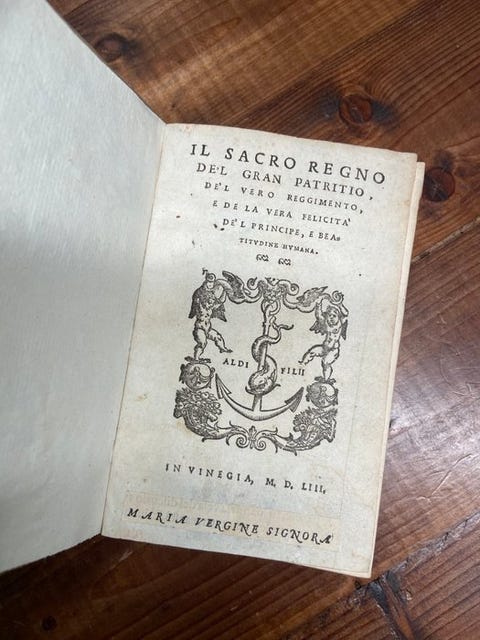 IL SACRO REGNO
DE'L GRAN PATRITIO,
DE'L VERO REGGIMENTO,
E DE LA VERA FELICITA'
DE'L PRINCIPE, E BEA=
TITVDINE HVMANA.
ALDI FILII
IN VINEGIA, M. D. LIII.
MARIA VERGINE SIGNORA